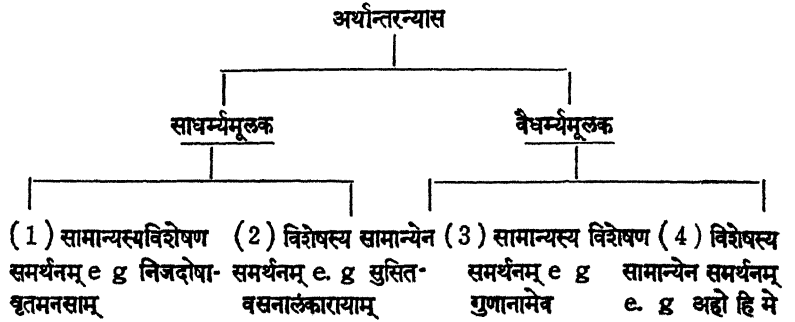 अर्थान्तरन्यास
साधर्म्यमूलक
वैधर्म्यमूलक
(1) सामान्यस्यविशेषण
समर्थनम् e g निजदोषा-
वृतमनसाम्
(2) विशेषस्य सामान्येन
समर्थनम् e. g सुसित-
वसनालंकारायाम्
(3) सामान्यस्य विशेषण
समर्थनम् e g
गुणानामेव
(4) विशेषस्य
सामान्येन समर्थनम्
e. g अहो हि मे